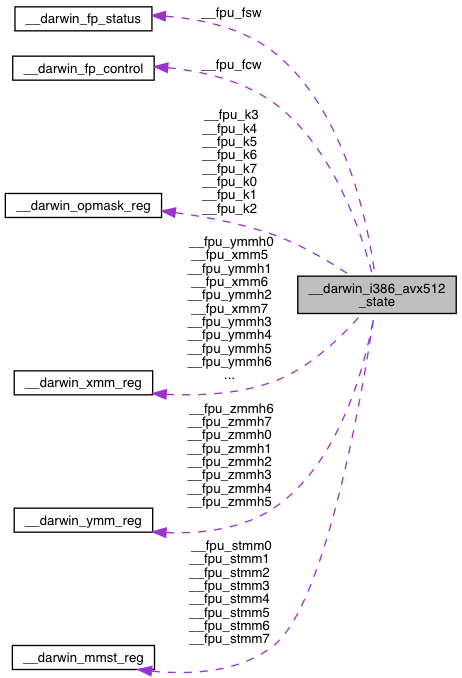 __darwin_fp_status
__fpu_fsw
__darwin_fp_control
__fpu_fcw
__fpu_k3
__fpu_k4
__fpu_k5
__fpu_k6
__fpu_k7
__fpu_k0
__fpu_k1
__fpu_k2
__darwin_opmask_reg
__fpu_ymmh0
__fpu_xmm5
__fpu_ymmh1
__fpu_xmm6
__fpu_ymmh2
__fpu_xmm7
__fpu_ymmh3
__fpu_ymmh4
__fpu_ymmh5
__fpu_ymmh6
...
__darwin_i386_avx512
_state
__darwin_xmm_reg
__fpu_zmmh6
__fpu_zmmh7
__fpu_zmmh0
__fpu_zmmh1
__fpu_zmmh2
__fpu_zmmh3
__fpu_zmmh4
__fpu_zmmh5
__darwin_ymm_reg
__fpu_stmm0
__fpu_stmm1
__fpu_stmm2
__fpu_stmm3
__fpu_stmm4
__fpu_stmm5
__fpu_stmm6
__fpu_stmm7
__darwin_mmst_reg